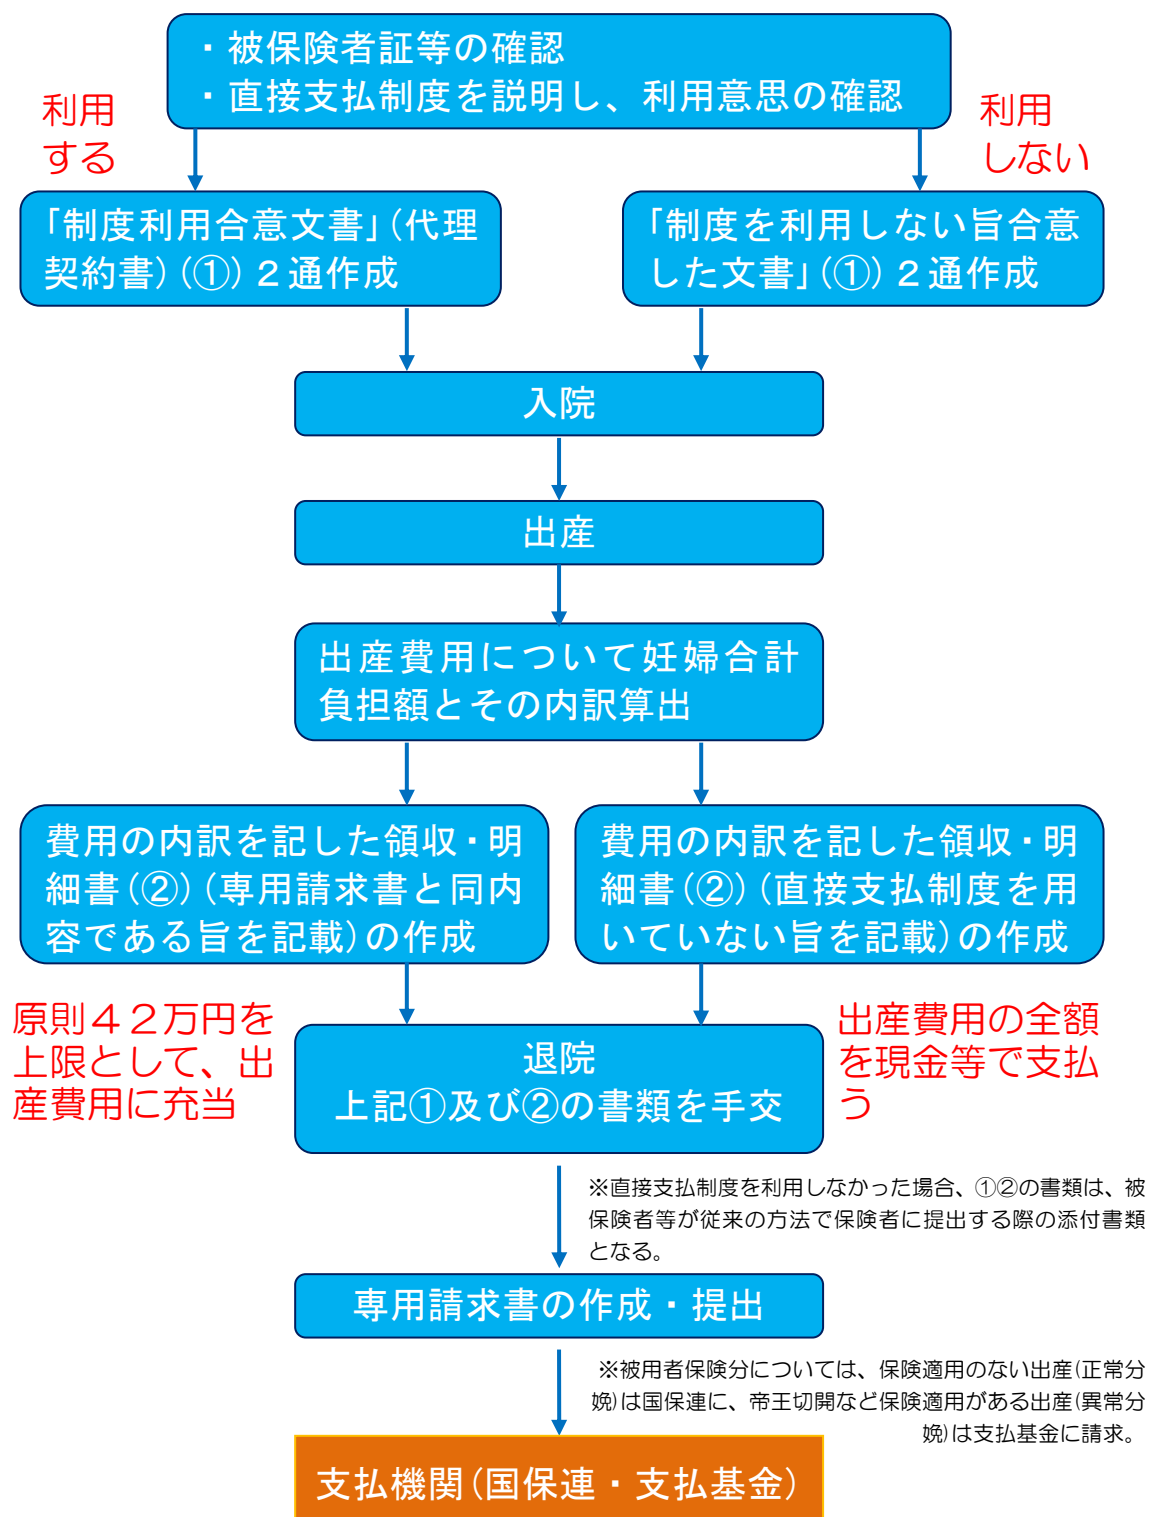 ・被保険者証等の確認
・直接支払制度を説明し、利用意思の確認
利用
する
利用
しない
「制度利用合意文書」(代理
契約書)(①)２通作成
「制度を利用しない旨合意
した文書」(①)２通作成
入院
出産
出産費用について妊婦合計
負担額とその内訳算出
費用の内訳を記した領収・明
細書(②)(専用請求書と同内
容である旨を記載)の作成
費用の内訳を記した領収・明
細書(②)(直接支払制度を用
いていない旨を記載)の作成
原則４２万円を
上限として、出
産費用に充当
退院
上記①及び②の書類を手交
出産費用の全額
を現金等で支払
う
※直接支払制度を利用しなかった場合、①②の書類は、被
保険者等が従来の方法で保険者に提出する際の添付書類
となる。
専用請求書の作成・提出
※被用者保険分については、保険適用のない出産(正常分
娩)は国保連に、帝王切開など保険適用がある出産(異常分
娩)は支払基金に請求。
支払機関(国保連・支払基金)